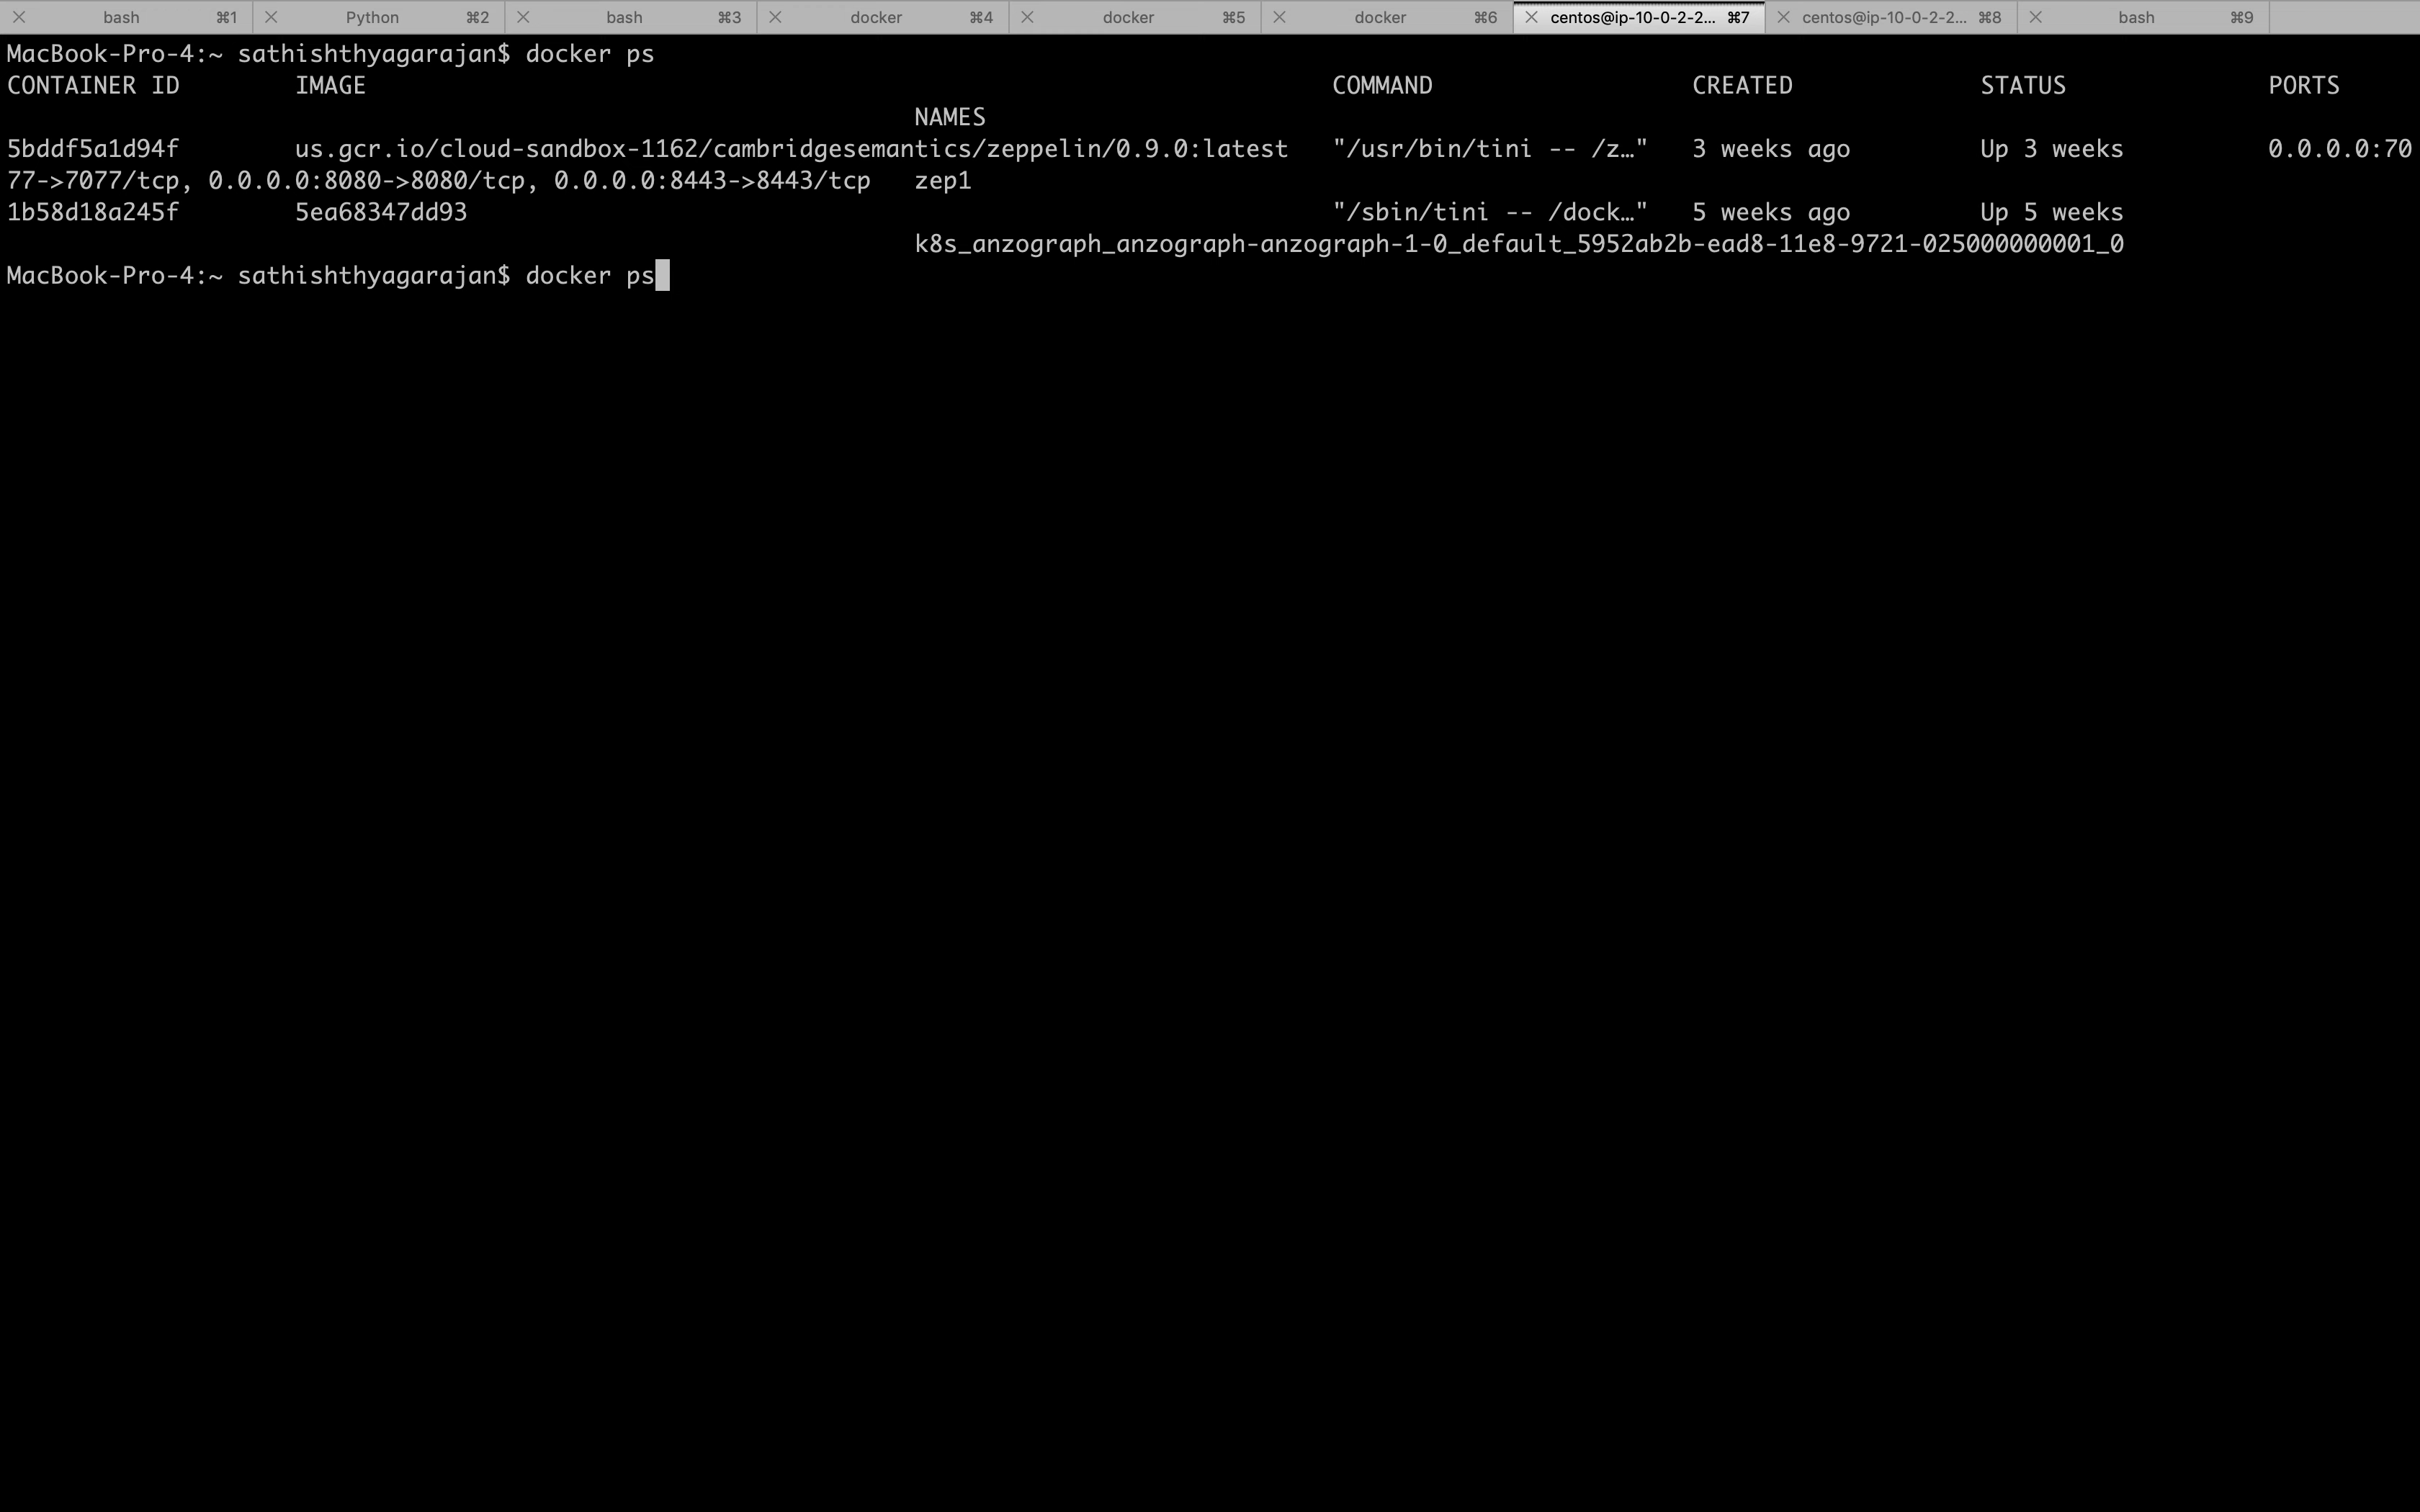 bash ⌘1 Python ⌘2 bash ⌘3 docker ⌘4 docker ⌘5 docker ⌘6 centos@ip-10-0-2-2... ⌘7 centos@ip-10-0-2-2... ⌘8 bash ⌘9
MacBook-Pro-4:~ sathishthyagarajan$ docker ps
CONTAINER ID        IMAGE                                                                   COMMAND                  CREATED             STATUS              PORTS
NAMES
5bddf5a1d94f        us.gcr.io/cloud-sandbox-1162/cambridgesemantics/zeppelin/0.9.0:latest   "/usr/bin/tini -- /z…"   3 weeks ago         Up 3 weeks          0.0.0.0:70
77->7077/tcp, 0.0.0.0:8080->8080/tcp, 0.0.0.0:8443->8443/tcp   zep1
1b58d18a245f        5ea68347dd93                                                            "/sbin/tini -- /dock…"   5 weeks ago         Up 5 weeks
k8s_anzograph_anzograph-anzograph-1-0_default_5952ab2b-ead8-11e8-9721-025000000001_0
MacBook-Pro-4:~ sathishthyagarajan$ docker ps